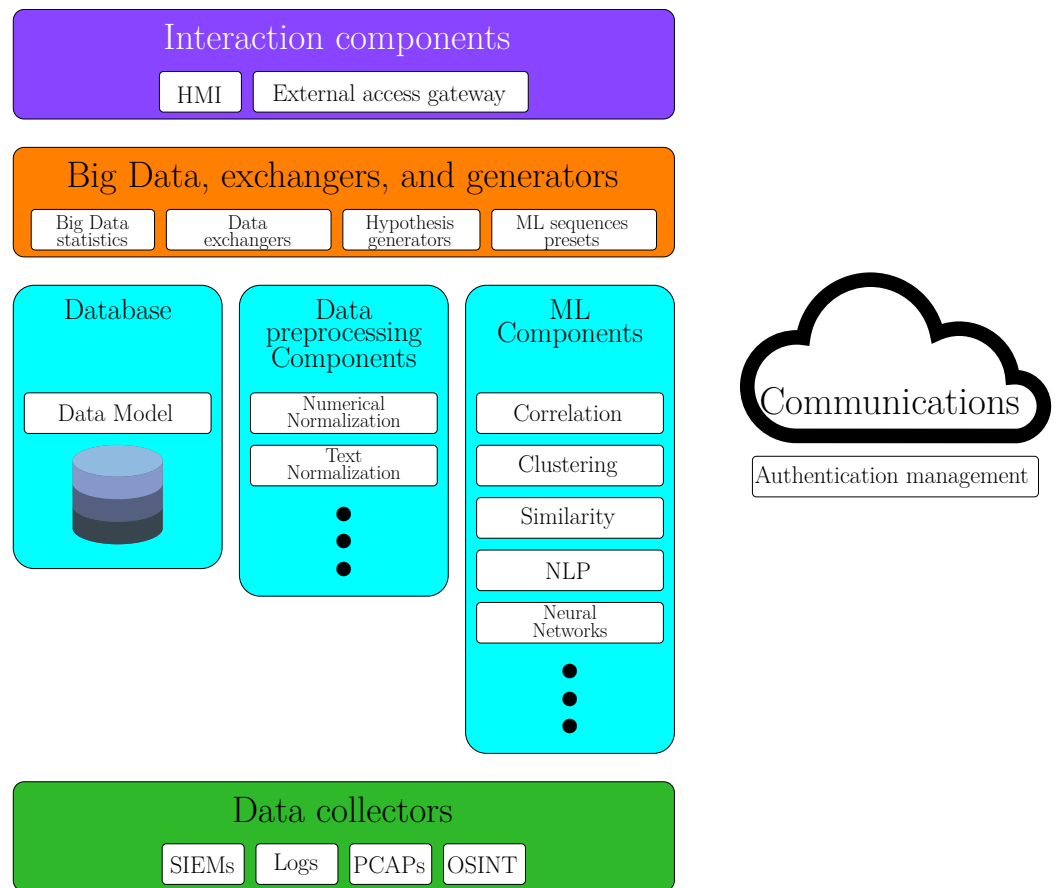 Interaction components
HMI
External access gateway
Big Data, exchangers, and generators
Big Data
statistics
Data
exchangers
Hypothesis
generators
ML sequences
presets
Database
Data Model
Data
preprocessing
Components
Numerical
Normalization
Text
Normalization
ML
Components
Correlation
Clustering
Similarity
NLP
Neural
Networks
Communications
Authentication management
Data collectors
SIEMs
Logs
PCAPs
OSINT